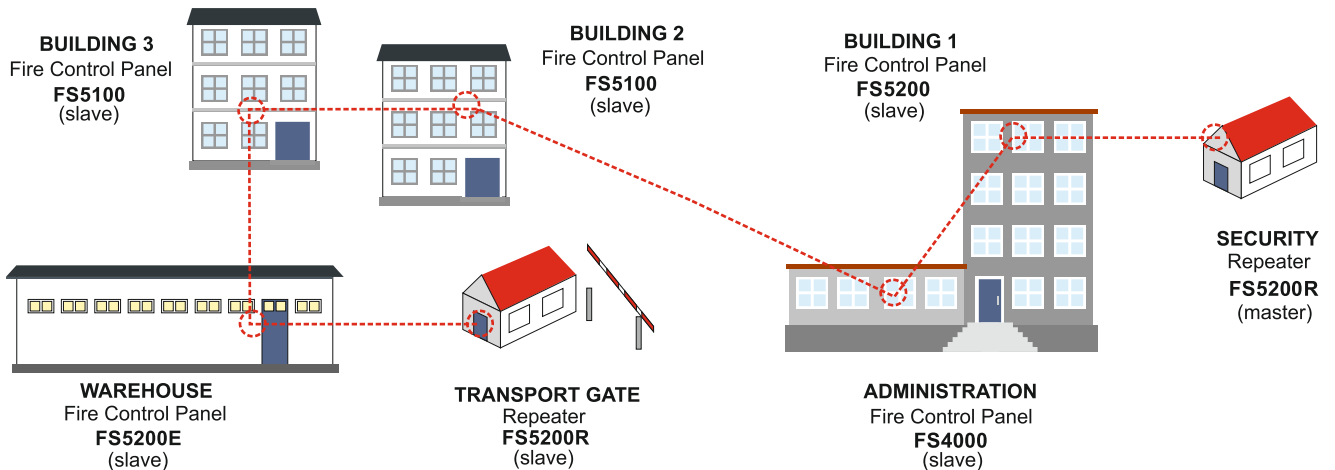 BUILDING 3
Fire Control Panel
FS5100
(slave)
BUILDING 2
Fire Control Panel
FS5100
(slave)
BUILDING 1
Fire Control Panel
FS5200
(slave)
SECURITY
Repeater
FS5200R
(master)
WAREHOUSE
Fire Control Panel
FS5200E
(slave)
TRANSPORT GATE
Repeater
FS5200R
(slave)
ADMINISTRATION
Fire Control Panel
FS4000
(slave)